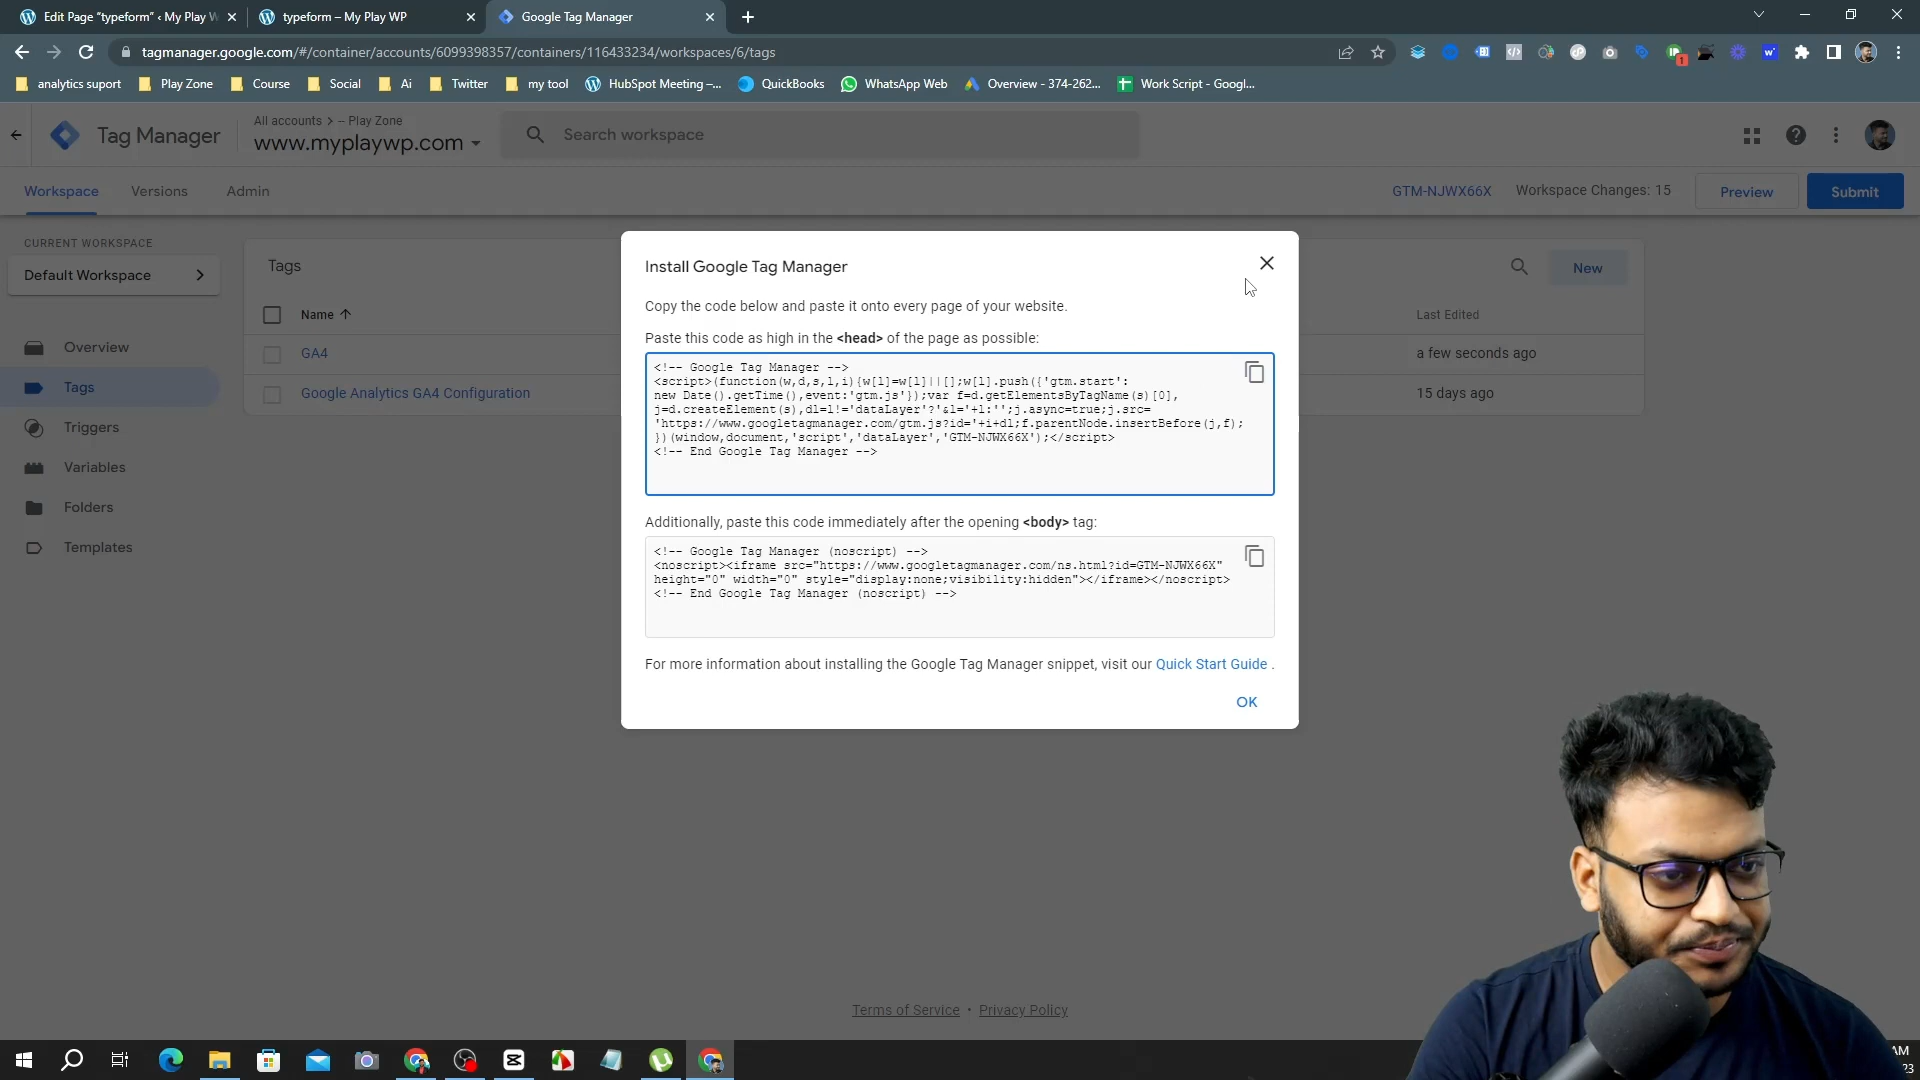 Edit Page “typeform” ‹ My Play W
typeform – My Play WP
Google Tag Manager
tagmanager.google.com/#/container/accounts/6099398357/containers/116433234/workspaces/6/tags
analytics suport
Play Zone
Course
Social
Ai
Twitter
my tool
HubSpot Meeting –...
QuickBooks
WhatsApp Web
Overview - 374-262...
Work Script - Googl...
Tag Manager
All accounts > – Play Zone
www.myplaywp.com
Search workspace
Workspace
Versions
Admin
GTM-NJWX66X
Workspace Changes: 15
Preview
Submit
CURRENT WORKSPACE
Default Workspace
Overview
Tags
Triggers
Variables
Folders
Templates
Tags
New
Name
Last Edited
GA4
a few seconds ago
Google Analytics GA4 Configuration
15 days ago
Install Google Tag Manager
Copy the code below and paste it onto every page of your website.
Paste this code as high in the <head> of the page as possible:
<!-- Google Tag Manager -->
<script>(function(w,d,s,l,i){w[l]=w[l]||[];w[l].push({'gtm.start':
new Date().getTime(),event:'gtm.js'});var f=d.getElementsByTagName(s)[0],
j=d.createElement(s),dl=l!='dataLayer'?'&l='+l:'';j.async=true;j.src=
'https://www.googletagmanager.com/gtm.js?id='+i+dl;f.parentNode.insertBefore(j,f);
})(window,document,'script','dataLayer','GTM-NJWX66X');</script>
<!-- End Google Tag Manager -->
Additionally, paste this code immediately after the opening <body> tag:
<!-- Google Tag Manager (noscript) -->
<noscript><iframe src="https://www.googletagmanager.com/ns.html?id=GTM-NJWX66X"
height="0" width="0" style="display:none;visibility:hidden"></iframe></noscript>
<!-- End Google Tag Manager (noscript) -->
For more information about installing the Google Tag Manager snippet, visit our Quick Start Guide .
OK
Terms of Service • Privacy Policy
AM
23